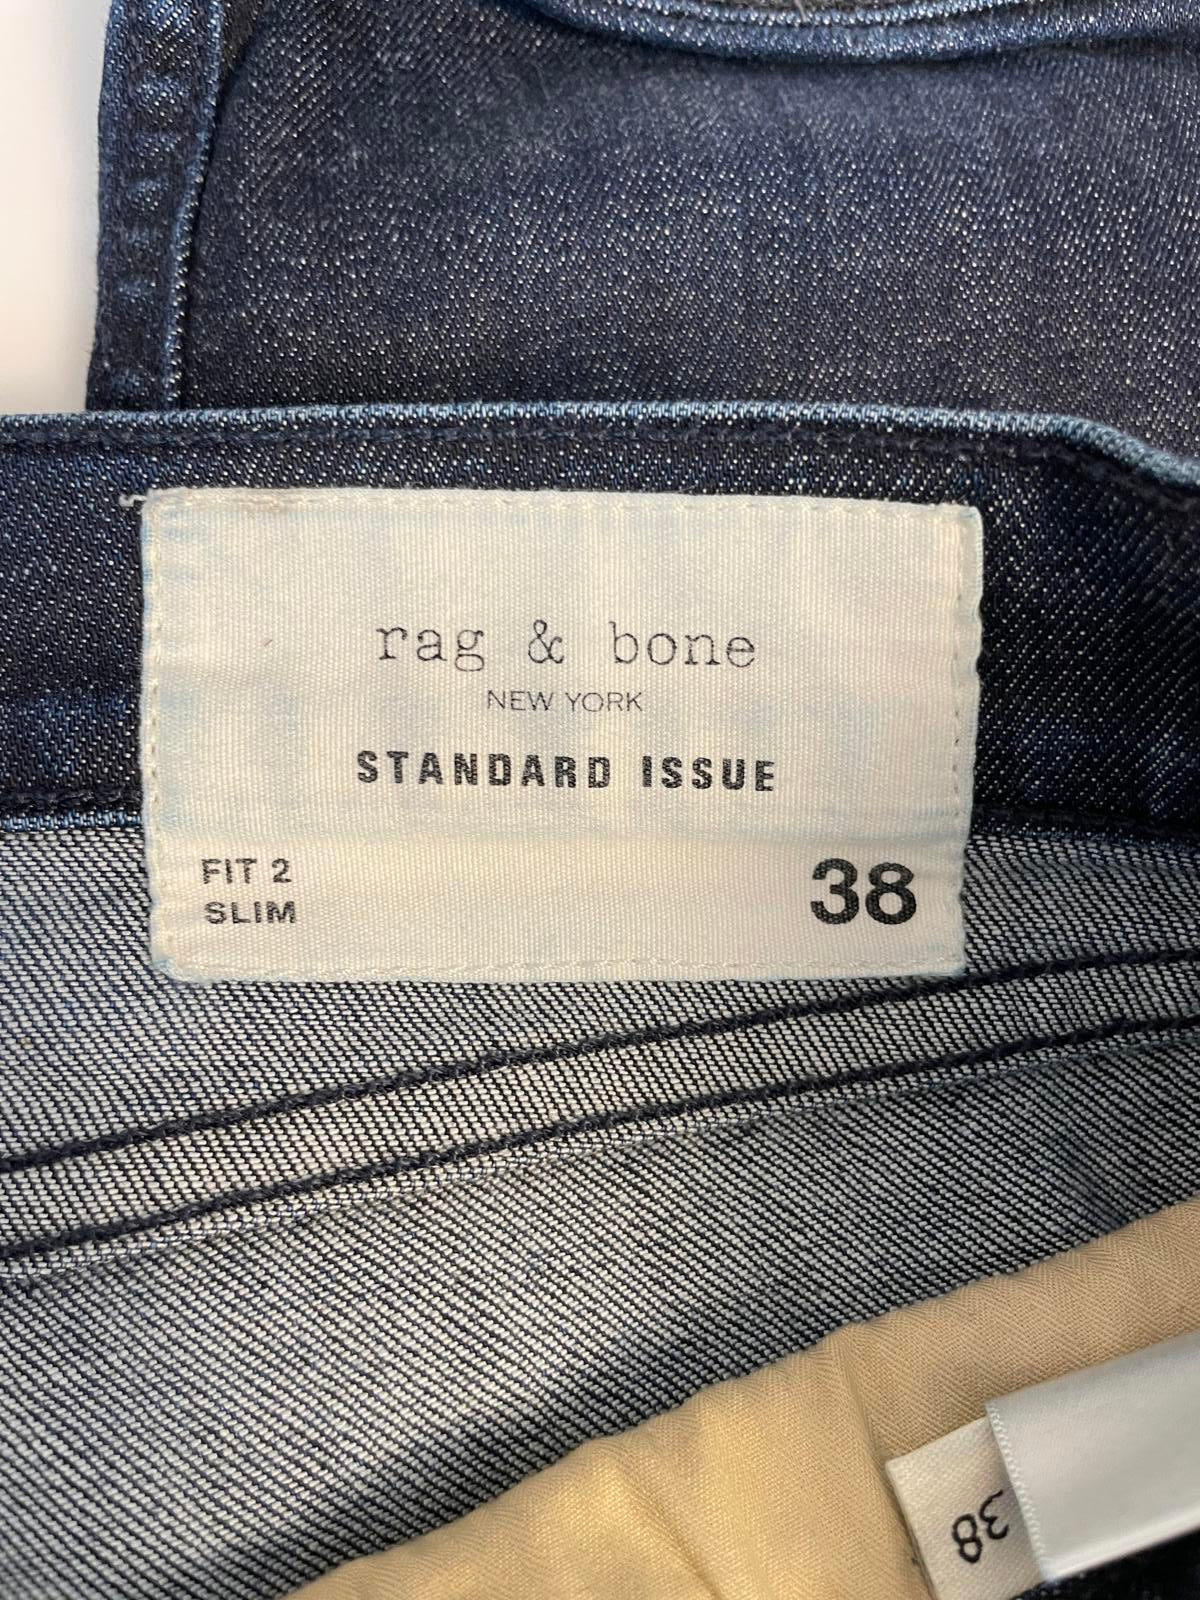 rag & bone
NEW YORK
STANDARD ISSUE
FIT 2
SLIM
38
38